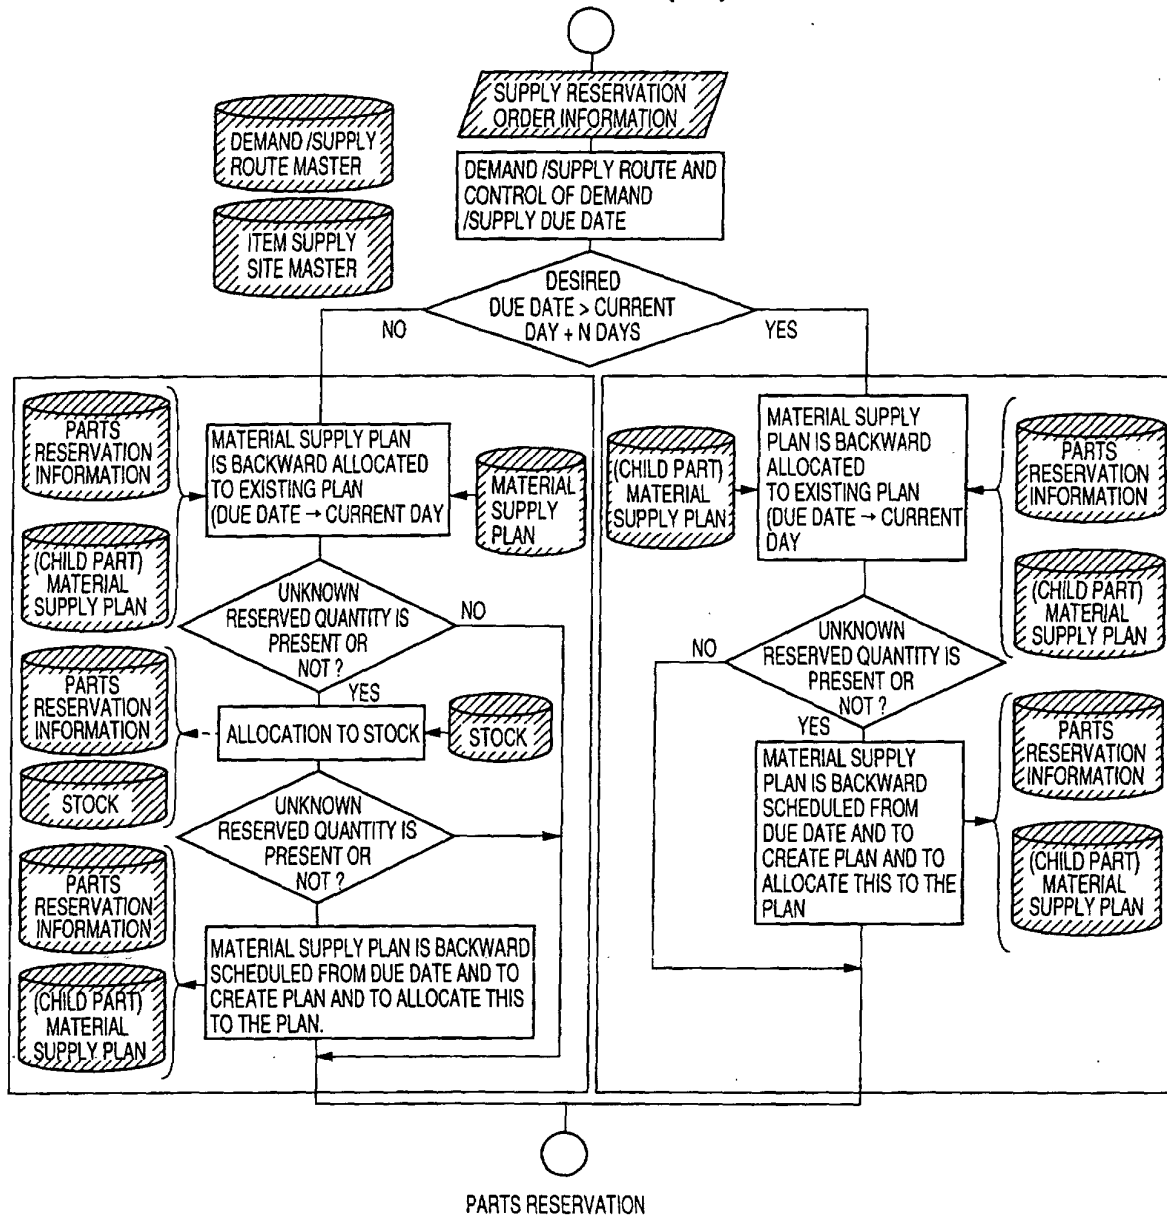 SUPPLY RESERVATION
ORDER INFORMATION
DEMAND /SUPPLY
ROUTE MASTER
DEMAND /SUPPLY ROUTE AND
CONTROL OF DEMAND
/SUPPLY DUE DATE
ITEM SUPPLY
SITE MASTER
DESIRED
DUE DATE > CURRENT
DAY + N DAYS
NO
YES
PARTS
RESERVATION
INFORMATION
MATERIAL SUPPLY PLAN
IS BACKWARD ALLOCATED
TO EXISTING PLAN
(DUE DATE → CURRENT DAY
MATERIAL
SUPPLY
PLAN
(CHILD PART)
MATERIAL
SUPPLY PLAN
UNKNOWN
RESERVED QUANTITY IS
PRESENT OR
NOT ?
NO
YES
PARTS
RESERVATION
INFORMATION
ALLOCATION TO STOCK
STOCK
STOCK
UNKNOWN
RESERVED QUANTITY IS
PRESENT OR
NOT ?
PARTS
RESERVATION
INFORMATION
MATERIAL SUPPLY PLAN IS BACKWARD
SCHEDULED FROM DUE DATE AND TO
CREATE PLAN AND TO ALLOCATE THIS
TO THE PLAN.
(CHILD PART)
MATERIAL
SUPPLY PLAN
(CHILD PART)
MATERIAL
SUPPLY PLAN
MATERIAL SUPPLY
PLAN IS BACKWARD
ALLOCATED
TO EXISTING PLAN
(DUE DATE → CURRENT
DAY
PARTS
RESERVATION
INFORMATION
(CHILD PART)
MATERIAL
SUPPLY PLAN
UNKNOWN
RESERVED QUANTITY IS
PRESENT OR
NOT ?
NO
YES
MATERIAL SUPPLY
PLAN IS BACKWARD
SCHEDULED FROM
DUE DATE AND TO
CREATE PLAN AND TO
ALLOCATE THIS TO THE
PLAN
PARTS
RESERVATION
INFORMATION
(CHILD PART)
MATERIAL
SUPPLY PLAN
PARTS RESERVATION